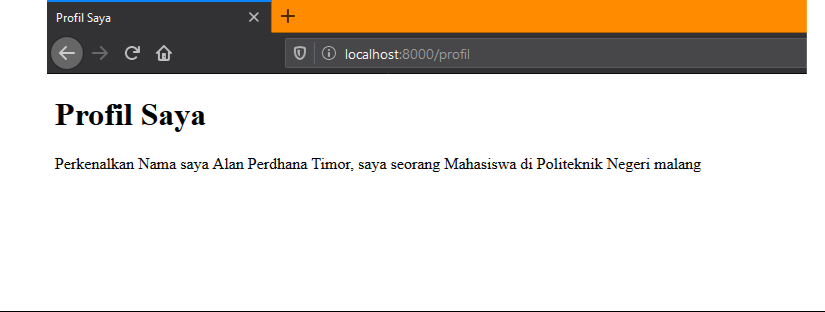 Profil Saya
localhost:8000/profil
Profil Saya
Perkenalkan Nama saya Alan Perdhana Timor, saya seorang Mahasiswa di Politeknik Negeri malang